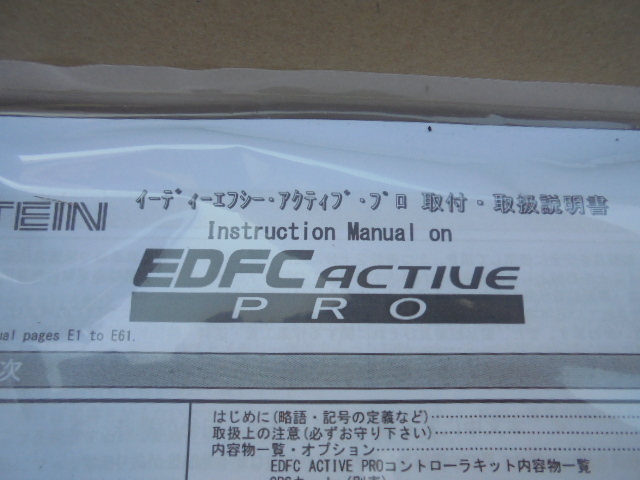 TEIN
イーディーエフシー・アクティブ・プロ 取付・取扱説明書
Instruction Manual on
EDFC ACTIVE
PRO
pages E1 to E61.
次
はじめに(略語・記号の定義など)
取扱上の注意(必ずお守り下さい)
内容物一覧・オプション
EDFC ACTIVE PROコントローラキット内容物一覧